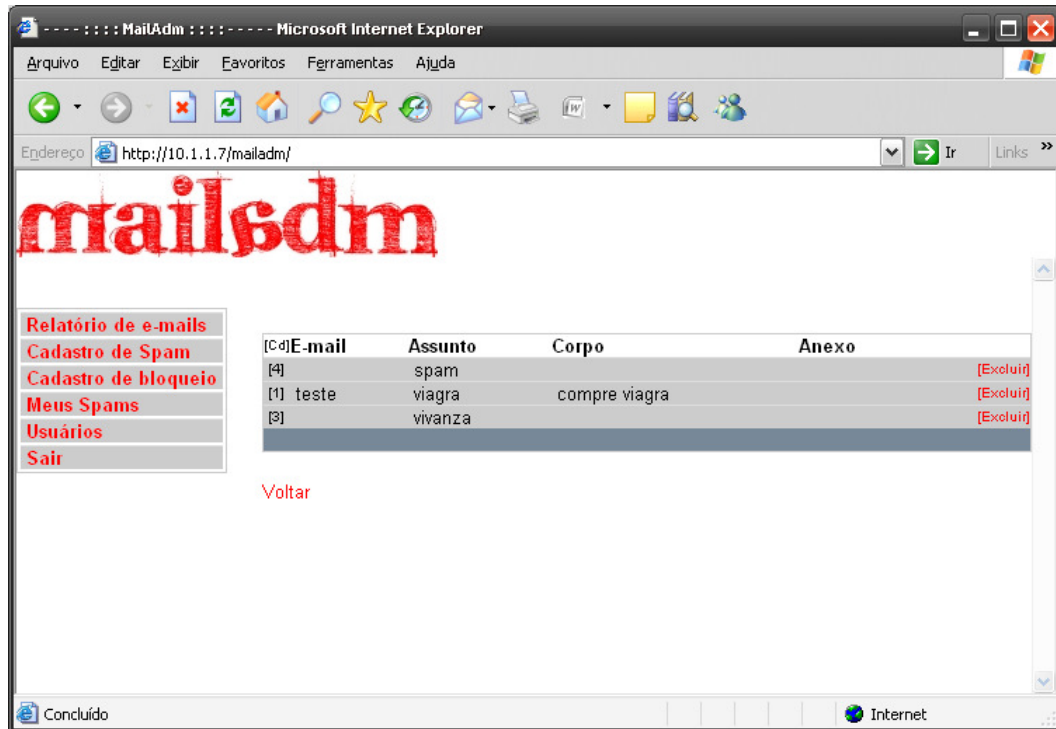 - - - - : : : : MailAdm : : : : - - - - - Microsoft Internet Explorer
Arquivo Editar Exibir Favoritos Ferramentas Ajuda
Endereço http://10.1.1.7/mailadm/ Ir Links »
mailadm
Relatório de e-mails
Cadastro de Spam
Cadastro de bloqueio
Meus Spams
Usuários
Sair
[Cd] E-mail Assunto Corpo Anexo
[4] spam [Excluir]
[1] teste viagra compre viagra [Excluir]
[3] vivanza [Excluir]
Voltar
Concluído Internet